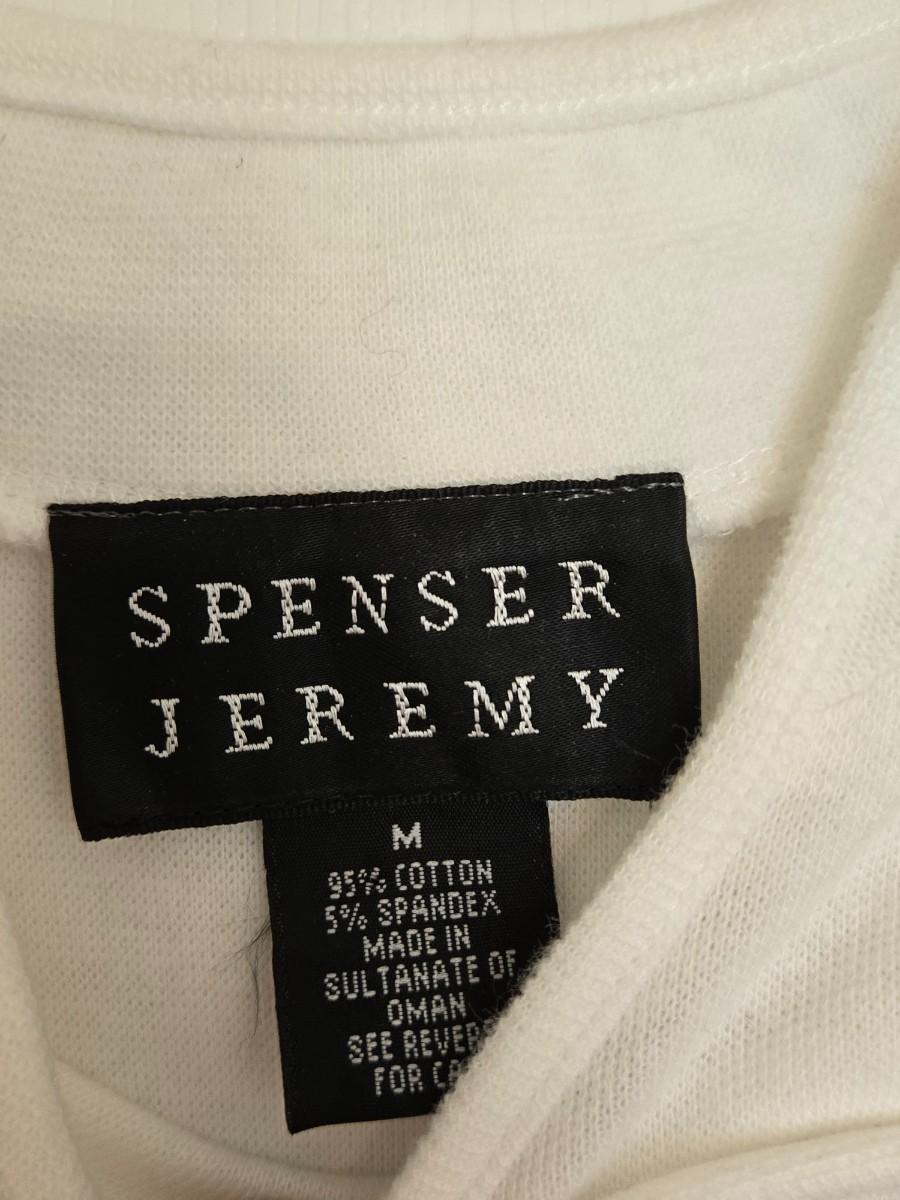 SPENSER
JEREMY
M
95% COTTON
5% SPANDEX
MADE IN
SULTANATE OF
OMAN
SEE
FOR